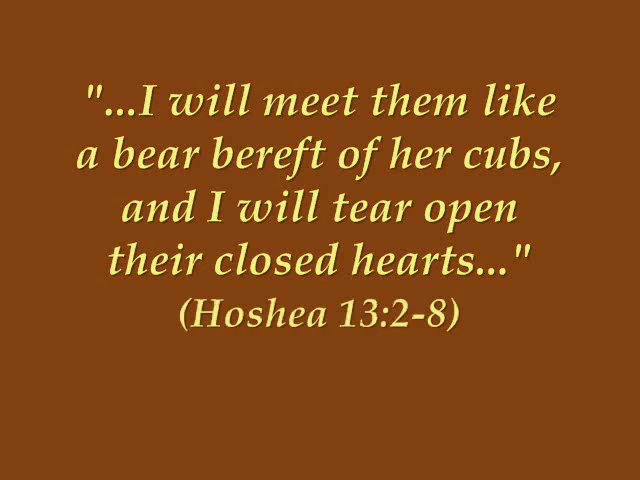 "...I will meet them like
a bear bereft of her cubs,
and I will tear open
their closed hearts..."
(Hoshea 13:2-8)